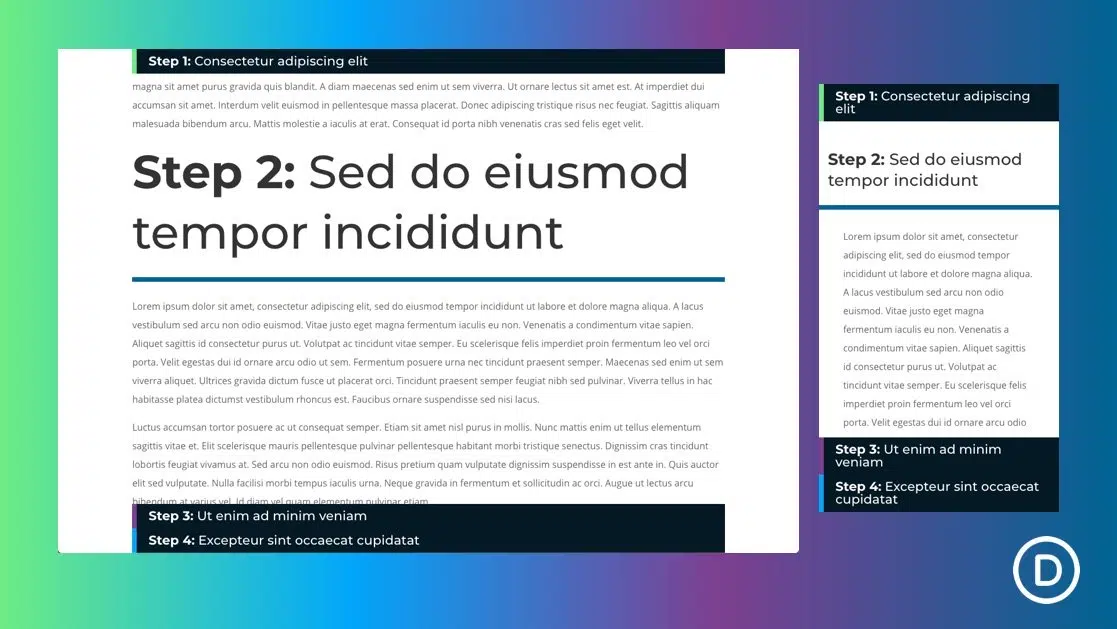 Step 1: Consectetur adipiscing elit
magna sit amet purus gravida quis blandit. A diam maecenas sed enim ut sem viverra. Ut ornare lectus sit amet est. At imperdiet dui
accumsan sit amet. Interdum velit euismod in pellentesque massa placerat. Donec adipiscing tristique risus nec feugiat. Sagittis aliquam
malesuada bibendum arcu. Mattis molestie a iaculis at erat. Consequat id porta nibh venenatis cras sed felis eget velit.
Step 2: Sed do eiusmod
tempor incididunt
Lorem ipsum dolor sit amet, consectetur adipiscing elit, sed do eiusmod tempor incididunt ut labore et dolore magna aliqua. A lacus
vestibulum sed arcu non odio euismod. Vitae justo eget magna fermentum iaculis eu non. Venenatis a condimentum vitae sapien.
Aliquet sagittis id consectetur purus ut. Volutpat ac tincidunt vitae semper. Eu scelerisque felis imperdiet proin fermentum leo vel orci
porta. Velit egestas dui id ornare arcu odio ut sem. Fermentum posuere urna nec tincidunt praesent semper. Maecenas sed enim ut sem
viverra aliquet. Ultrices gravida dictum fusce ut placerat orci. Tincidunt praesent semper feugiat nibh sed pulvinar. Viverra tellus in hac
habitasse platea dictumst vestibulum rhoncus est. Faucibus ornare suspendisse sed nisi lacus.
Luctus accumsan tortor posuere ac ut consequat semper. Etiam sit amet nisl purus in mollis. Nunc mattis enim ut tellus elementum
sagittis vitae et. Elit scelerisque mauris pellentesque pulvinar pellentesque habitant morbi tristique senectus. Dignissim cras tincidunt
lobortis feugiat vivamus at. Sed arcu non odio euismod. Risus pretium quam vulputate dignissim suspendisse in est ante in. Quis auctor
elit sed vulputate. Nulla facilisi morbi tempus iaculis urna. Neque gravida in fermentum et sollicitudin ac orci. Augue ut lectus arcu
bibendum at varius vel. Id diam vel quam elementum pulvinar etiam.
Step 3: Ut enim ad minim veniam
Step 4: Excepteur sint occaecat cupidatat
Step 1: Consectetur adipiscing
elit
Step 2: Sed do eiusmod
tempor incididunt
Lorem ipsum dolor sit amet, consectetur
adipiscing elit, sed do eiusmod tempor
incididunt ut labore et dolore magna aliqua.
A lacus vestibulum sed arcu non odio
euismod. Vitae justo eget magna
fermentum iaculis eu non. Venenatis a
condimentum vitae sapien. Aliquet sagittis
id consectetur purus ut. Volutpat ac
tincidunt vitae semper. Eu scelerisque felis
imperdiet proin fermentum leo vel orci
porta. Velit egestas dui id ornare arcu odio
Step 3: Ut enim ad minim
veniam
Step 4: Excepteur sint occaecat
cupidatat
D